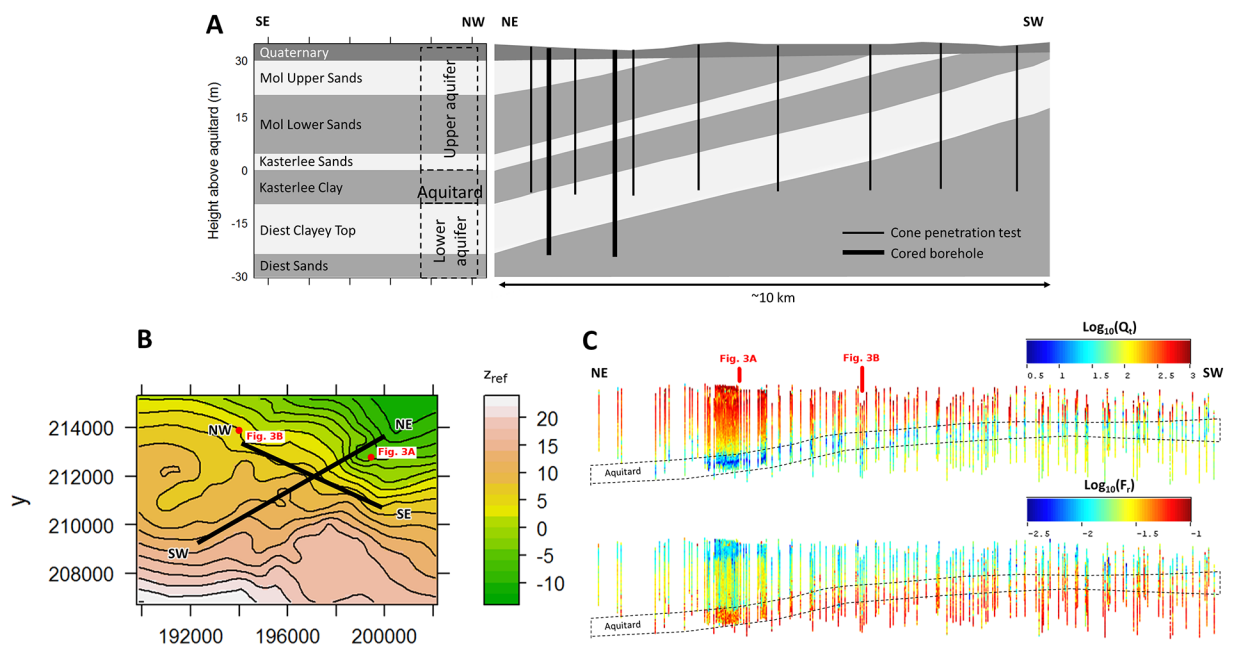 A
SE
NW
NE
SW
Height above aquitard (m)
30
15
0
-15
-30
Quaternary
Mol Upper Sands
Mol Lower Sands
Kasterlee Sands
Kasterlee Clay
Diest Clayey Top
Diest Sands
Upper aquifer
Aquitard
Lower
aquifer
Cone penetration test
Cored borehole
~10 km
B
y
214000
212000
210000
208000
192000
196000
200000
NW
Fig. 3B
NE
Fig. 3A
SE
SW
zref
20
15
10
5
0
-5
-10
C
NE
Fig. 3A
Fig. 3B
Log10(Qt)
0.5 1 1.5 2 2.5 3
SW
Aquitard
Log10(Fr)
-2.5 -2 -1.5 -1
Aquitard